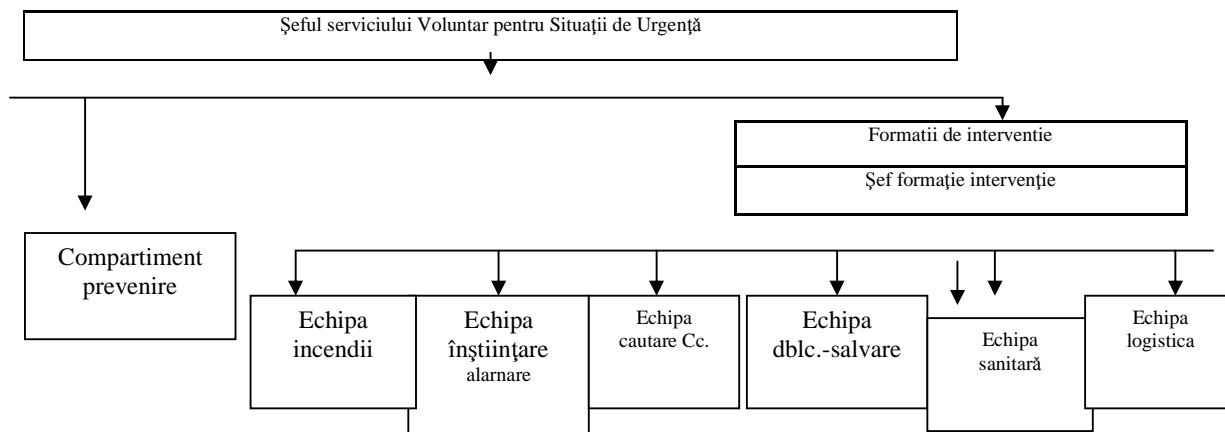 Şeful serviciului Voluntar pentru Situaţii de Urgenţă
Formatii de interventie
Şef formaţie intervenţie
Compartiment
prevenire
Echipa
incendii
Echipa
înştiinţare
alarnare
Echipa
cautare Cc.
Echipa
dblc.-salvare
Echipa
sanitară
Echipa
logistica